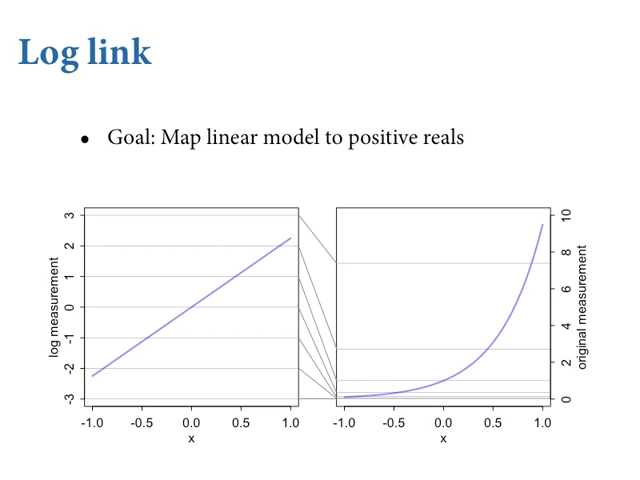 Log link
• Goal: Map linear model to positive reals
log measurement
3
2
1
0
-1
-2
-3
-1.0 -0.5 0.0 0.5 1.0
x
10
8
6
4
2
0
original measurement
-1.0 -0.5 0.0 0.5 1.0
x